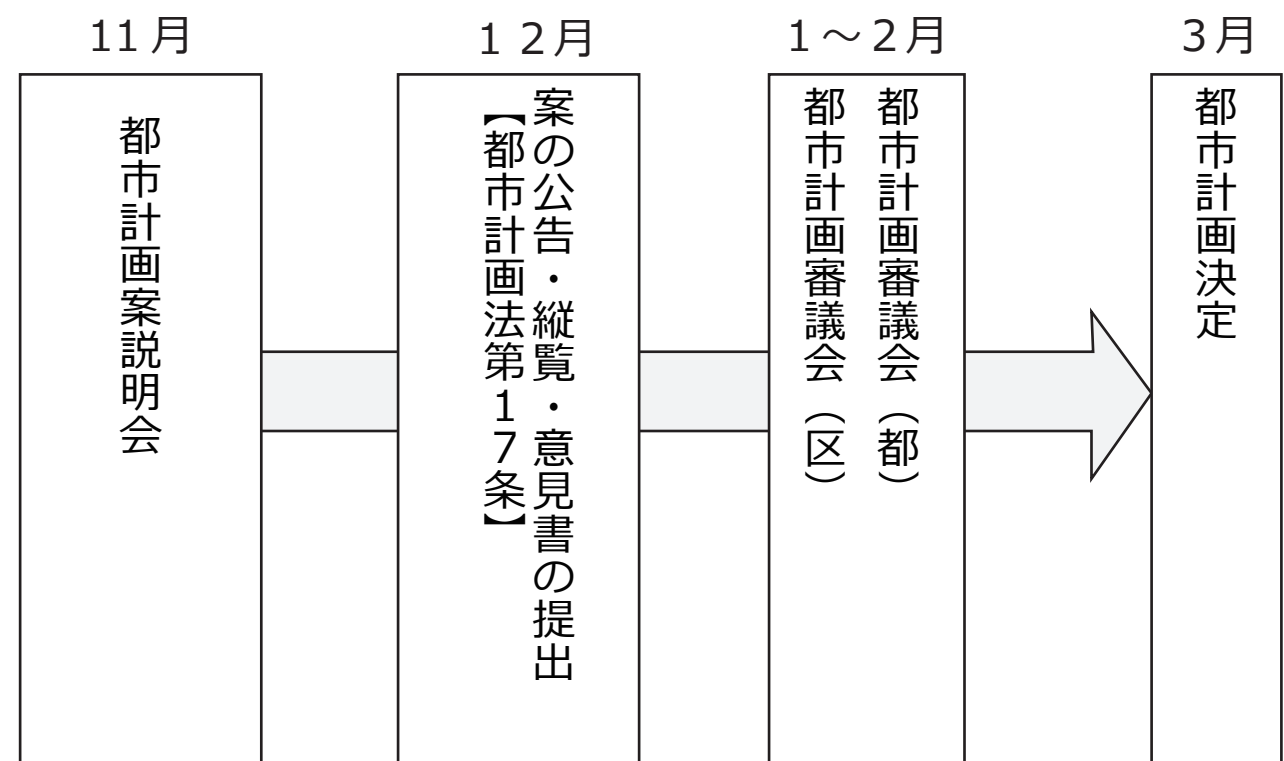 11月
都市計画案説明会
12月
案の公告・縦覧・意見書の提出
【都市計画法第17条】
1～2月
都市計画審議会(都)
都市計画審議会(区)
3月
都市計画決定